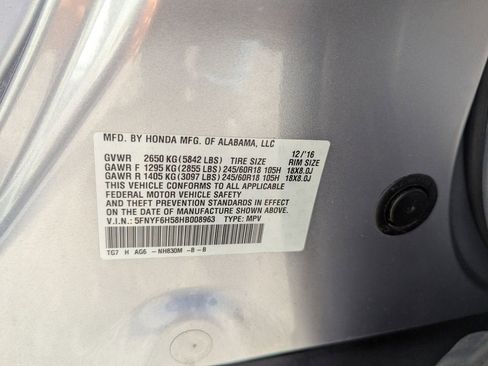 MFD. BY HONDA MFG. OF ALABAMA, LLC
12/'16
GVWR 2650 KG (5842 LBS) TIRE SIZE RIM SIZE
GAWR F 1295 KG (2855 LBS) 245/60R18 105H 18X8.0J
GAWR R 1405 KG (3097 LBS) 245/60R18 105H 18X8.0J
THIS VEHICLE CONFORMS TO ALL APPLICABLE
FEDERAL MOTOR VEHICLE SAFETY
STANDARDS IN EFFECT ON THE
DATE OF MANUFACTURE SHOWN ABOVE.
V.I.N.: 5FNYF6H58HB008963 TYPE: MPV
TG7 H AG6 -NH830M -B-B